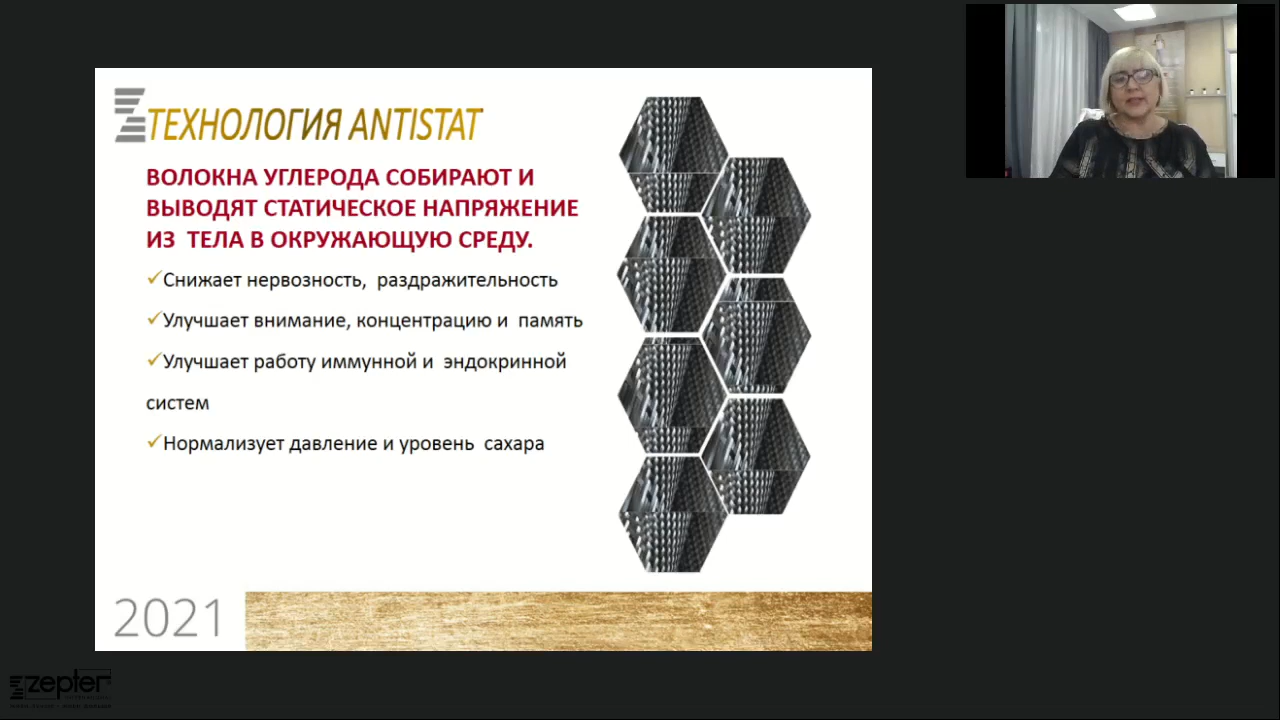 ТЕХНОЛОГИЯ ANTISTAT
ВОЛОКНА УГЛЕРОДА СОБИРАЮТ И
ВЫВОДЯТ СТАТИЧЕСКОЕ НАПРЯЖЕНИЕ
ИЗ ТЕЛА В ОКРУЖАЮЩУЮ СРЕДУ.
✓Снижает нервозность, раздражительность
✓Улучшает внимание, концентрацию и память
✓Улучшает работу иммунной и эндокринной
систем
✓Нормализует давление и уровень сахара
2021
zepter